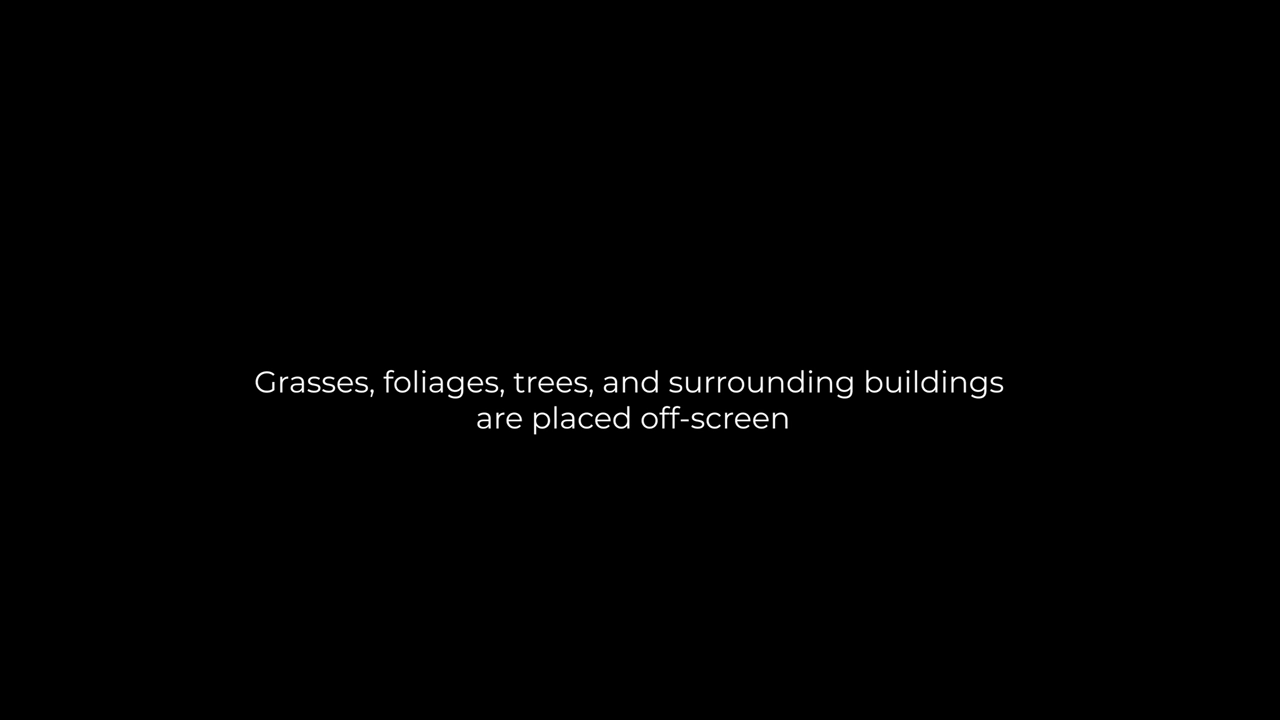 Grasses, foliages, trees, and surrounding buildings
are placed off-screen